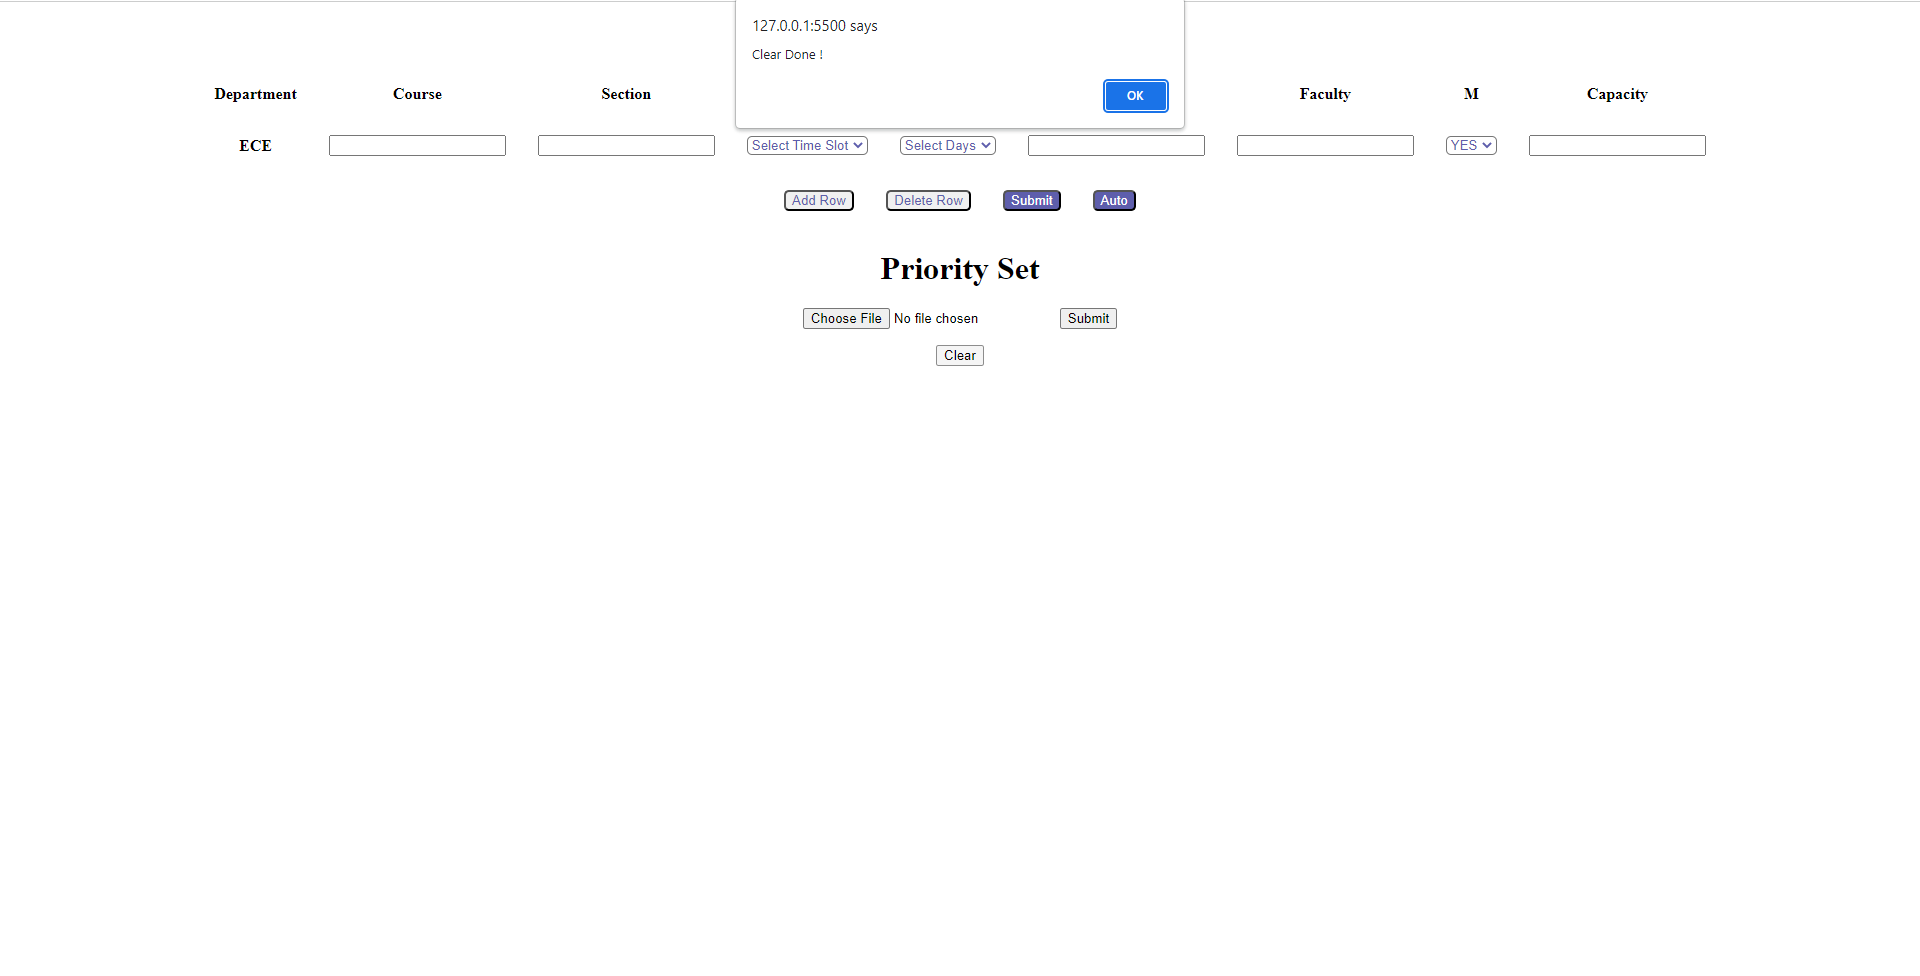 127.0.0.1:5500 says
Clear Done !
OK
Department Course Section Faculty M Capacity
ECE Select Time Slot Select Days YES
Add Row Delete Row Submit Auto
Priority Set
Choose File No file chosen Submit
Clear